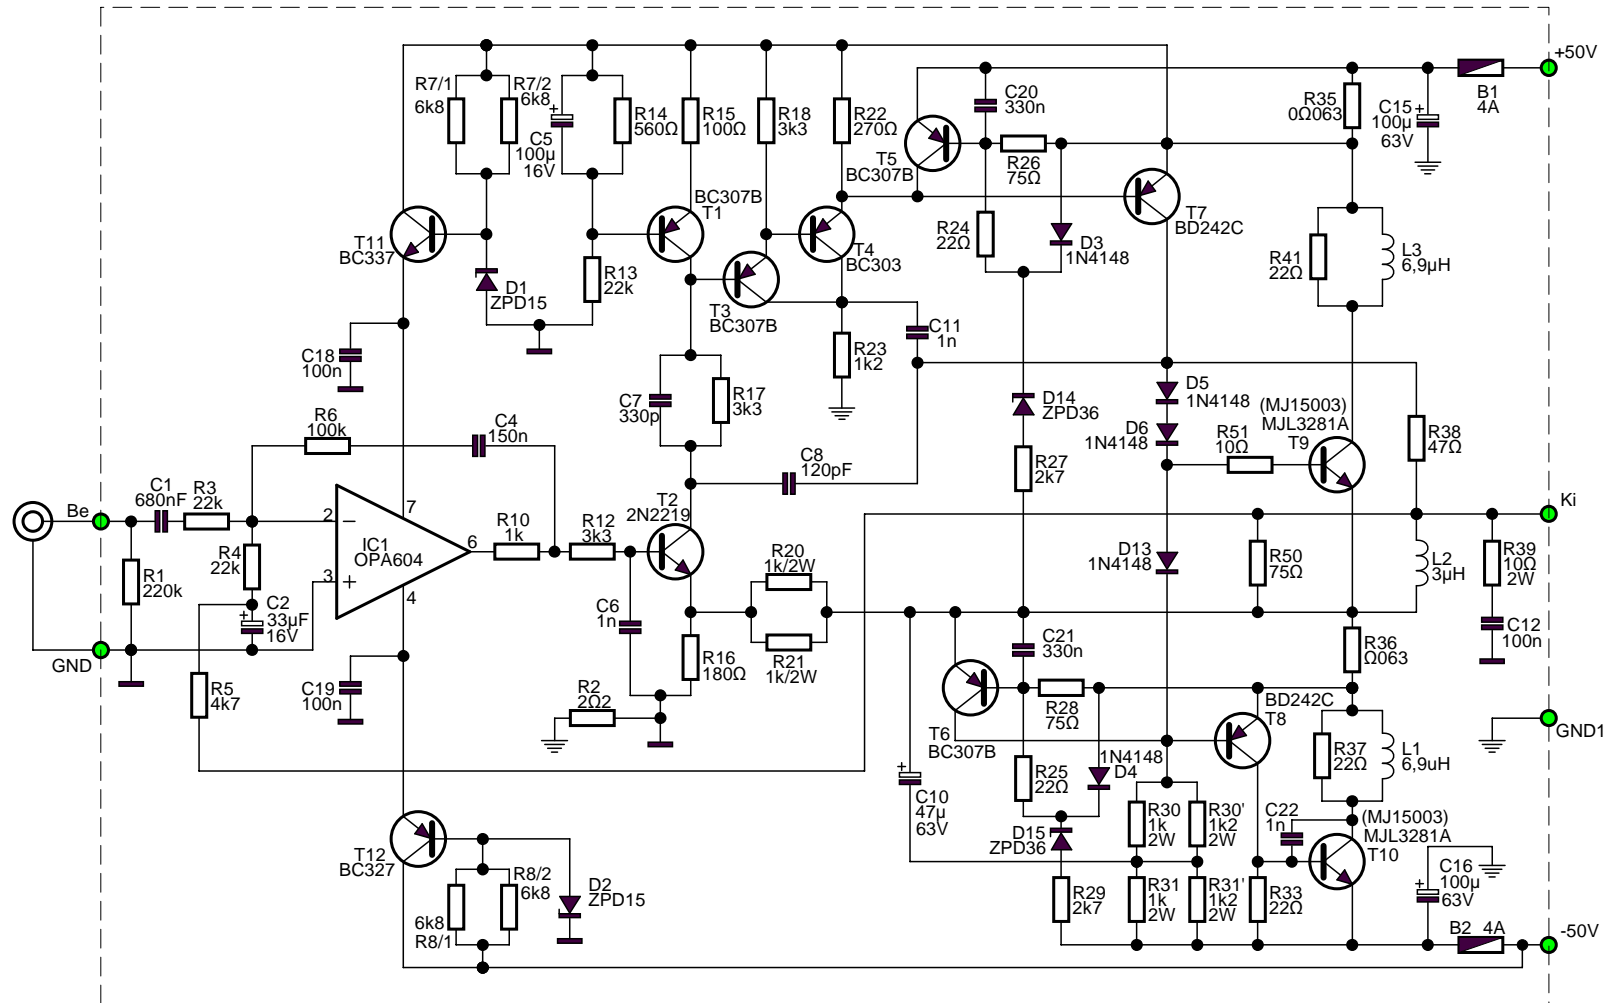 +50V
B1
4A
R7/1
6k8
R7/2
6k8
C5
100µ
16V
R14
560Ω
R15
100Ω
R18
3k3
R22
270Ω
C20
330n
R35
0Ω063
C15
100µ
63V
T5
BC307B
R26
75Ω
BC307B
T1
T11
BC337
D1
ZPD15
R13
22k
T3
BC307B
T4
BC303
R24
22Ω
D3
1N4148
T7
BD242C
R41
22Ω
L3
6,9µH
C18
100n
C11
1n
R23
1k2
C7
330p
R17
3k3
D14
ZPD36
D5
1N4148
D6
1N4148
(MJ15003)
MJL3281A
T9
R51
10Ω
R38
47Ω
R6
100k
C4
150n
C8
120pF
R27
2k7
Be
C1
680nF
R3
22k
2
7
IC1
OPA604
6
3
4
R10
1k
R12
3k3
T2
2N2219
Ki
R4
22k
R1
220k
C2
33µF
16V
R20
1k/2W
D13
1N4148
R50
75Ω
L2
3µH
R39
10Ω
2W
C6
1n
R16
180Ω
R21
1k/2W
C21
330n
R36
Ω063
C12
100n
GND
R5
4k7
C19
100n
R2
2Ω2
T6
BC307B
R28
75Ω
BD242C
T8
GND1
R25
22Ω
1N4148
D4
R37
22Ω
L1
6,9uH
C10
47µ
63V
D15
ZPD36
R30
1k
2W
R30'
1k2
2W
C22
1n
(MJ15003)
MJL3281A
T10
T12
BC327
R8/2
6k8
6k8
R8/1
D2
ZPD15
R29
2k7
R31
1k
2W
R31'
1k2
2W
R33
22Ω
C16
100µ
63V
B2 4A
-50V